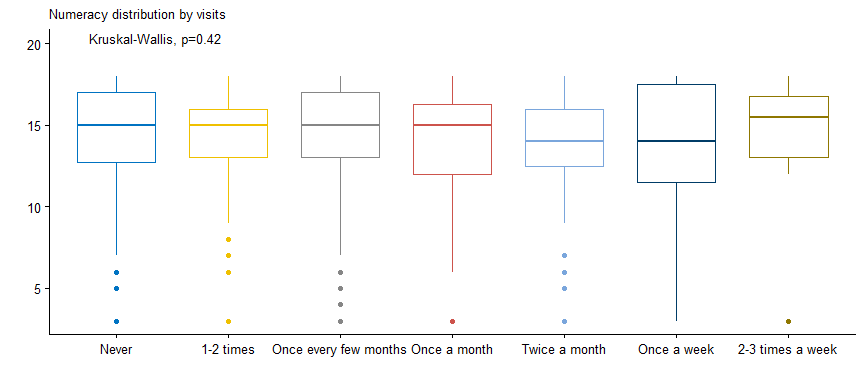 Numeracy distribution by visits
Kruskal-Wallis, p=0.42
20
15
10
5
Never 1-2 times Once every few months Once a month Twice a month Once a week 2-3 times a week